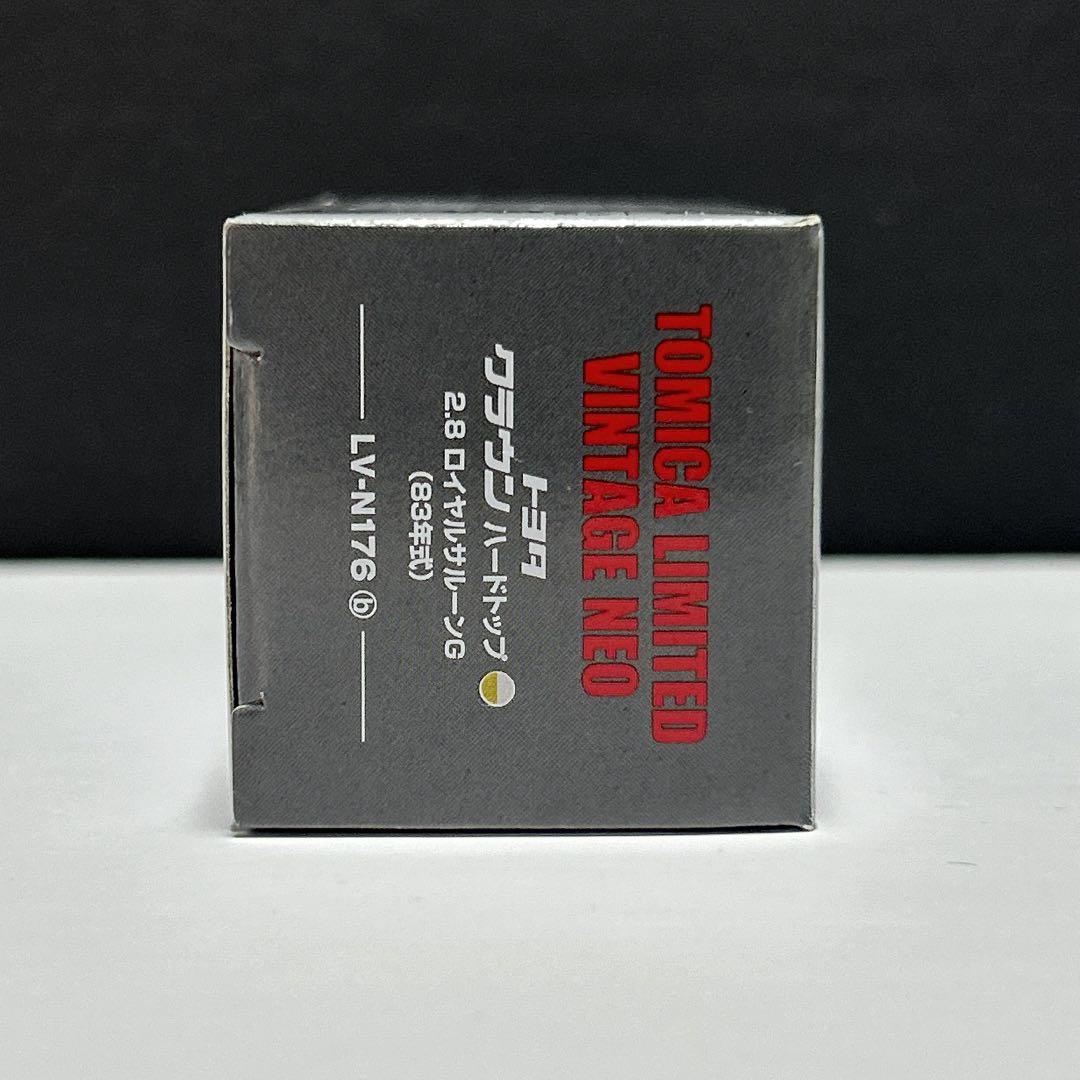 TOMICA LIMITED
VINTAGE NEO
トヨタ
クラウン ハードトップ
2.8 ロイヤルサルーンG
(83年式)
LV-N176 ⓑ